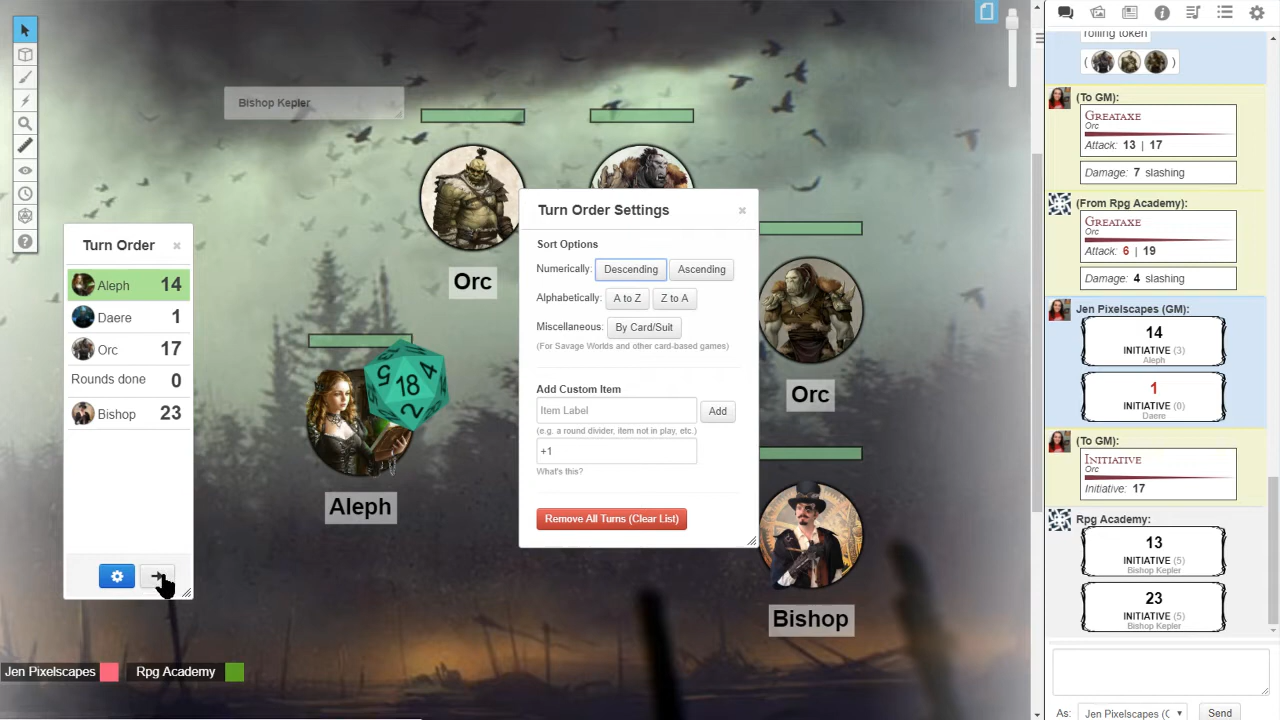 Bishop Kepler
Orc
Orc
Aleph
Bishop
18
5
4
2
Turn Order ×
Aleph 14
Daere 1
Orc 17
Rounds done 0
Bishop 23
Turn Order Settings ×
Sort Options
Numerically: Descending Ascending
Alphabetically: A to Z Z to A
Miscellaneous: By Card/Suit
(For Savage Worlds and other card-based games)
Add Custom Item
Item Label Add
(e.g. a round divider, item not in play, etc.)
+1
What's this?
Remove All Turns (Clear List)
Jen Pixelscapes Rpg Academy
rolling token
( )
(To GM):
Greataxe
Orc
Attack: 13 | 17
Damage: 7 slashing
(From Rpg Academy):
Greataxe
Orc
Attack: 6 | 19
Damage: 4 slashing
Jen Pixelscapes (GM):
14
INITIATIVE (3)
Aleph
1
INITIATIVE (0)
Daere
(To GM):
Initiative
Orc
Initiative: 17
Rpg Academy:
13
INITIATIVE (5)
Bishop Kepler
23
INITIATIVE (5)
Bishop Kepler
As: Jen Pixelscapes (G Send